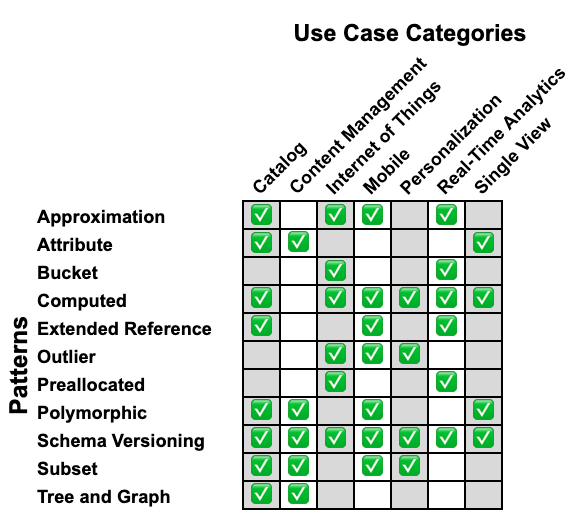 Use Case Categories
Catalog
Content Management
Internet of Things
Mobile
Personalization
Real-Time Analytics
Single View
Patterns
Approximation
Attribute
Bucket
Computed
Extended Reference
Outlier
Preallocated
Polymorphic
Schema Versioning
Subset
Tree and Graph